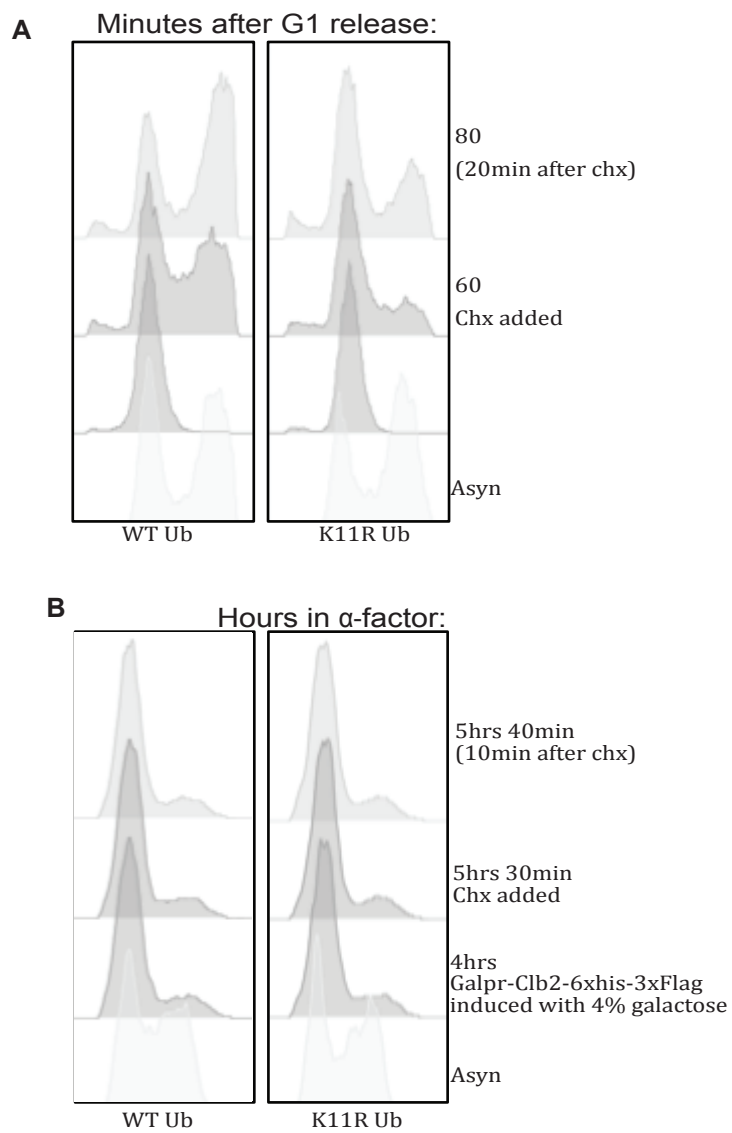 A
Minutes after G1 release:
80
(20min after chx)
60
Chx added
Asyn
WT Ub
K11R Ub
B
Hours in α-factor:
5hrs 40min
(10min after chx)
5hrs 30min
Chx added
4hrs
Galpr-Clb2-6xhis-3xFlag
induced with 4% galactose
Asyn
WT Ub
K11R Ub